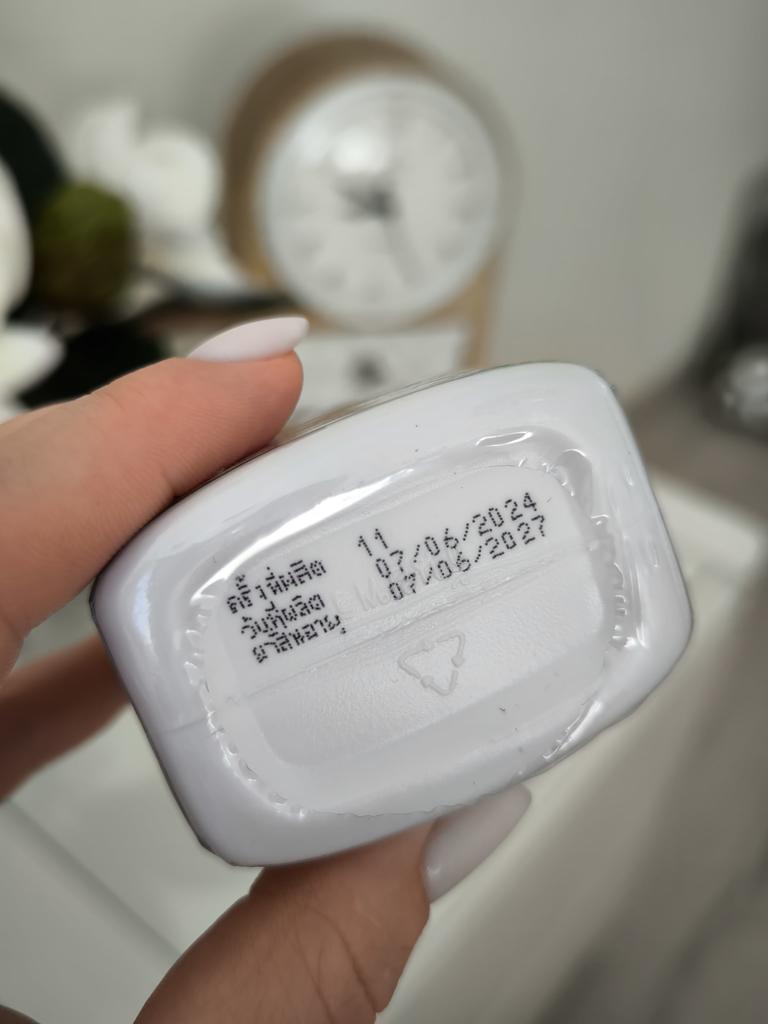 ครั้งที่ผลิต 11
วันที่ผลิต 07/06/2024
ยาสิ้นอายุ 07/06/2027